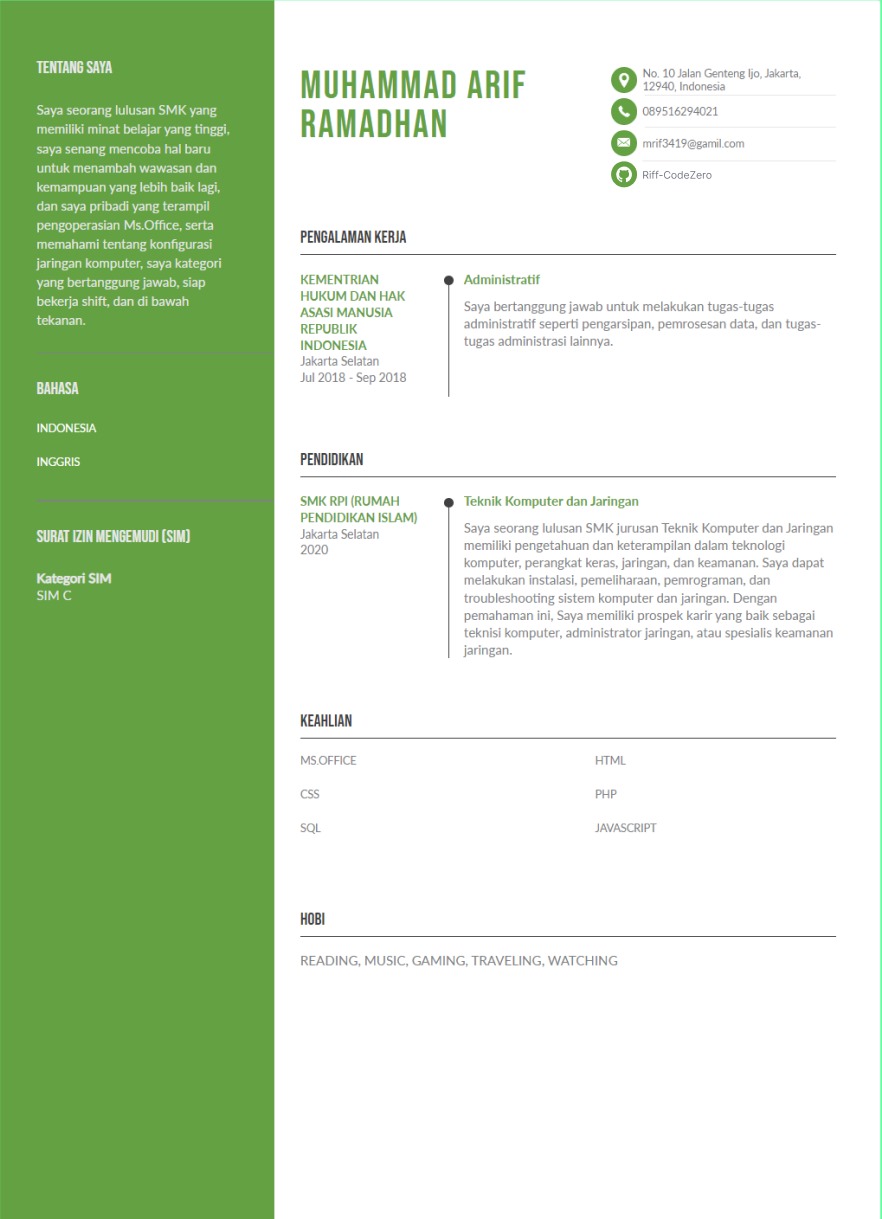 TENTANG SAYA
Saya seorang lulusan SMK yang
memiliki minat belajar yang tinggi,
saya senang mencoba hal baru
untuk menambah wawasan dan
kemampuan yang lebih baik lagi,
dan saya pribadi yang terampil
pengoperasian Ms.Office, serta
memahami tentang konfigurasi
jaringan komputer, saya kategori
yang bertanggung jawab, siap
bekerja shift, dan di bawah
tekanan.
BAHASA
INDONESIA
INGGRIS
SURAT IZIN MENGEMUDI (SIM)
Kategori SIM
SIM C
MUHAMMAD ARIF
RAMADHAN
No. 10 Jalan Genteng Ijo, Jakarta,
12940, Indonesia
089516294021
mrif3419@gamil.com
Riff-CodeZero
PENGALAMAN KERJA
KEMENTRIAN
HUKUM DAN HAK
ASASI MANUSIA
REPUBLIK
INDONESIA
Jakarta Selatan
Jul 2018 - Sep 2018
Administratif
Saya bertanggung jawab untuk melakukan tugas-tugas
administratif seperti pengarsipan, pemrosesan data, dan tugas-
tugas administrasi lainnya.
PENDIDIKAN
SMK RPI (RUMAH
PENDIDIKAN ISLAM)
Jakarta Selatan
2020
Teknik Komputer dan Jaringan
Saya seorang lulusan SMK jurusan Teknik Komputer dan Jaringan
memiliki pengetahuan dan keterampilan dalam teknologi
komputer, perangkat keras, jaringan, dan keamanan. Saya dapat
melakukan instalasi, pemeliharaan, pemrograman, dan
troubleshooting sistem komputer dan jaringan. Dengan
pemahaman ini, Saya memiliki prospek karir yang baik sebagai
teknisi komputer, administrator jaringan, atau spesialis keamanan
jaringan.
KEAHLIAN
MS.OFFICE
HTML
CSS
PHP
SQL
JAVASCRIPT
HOBI
READING, MUSIC, GAMING, TRAVELING, WATCHING